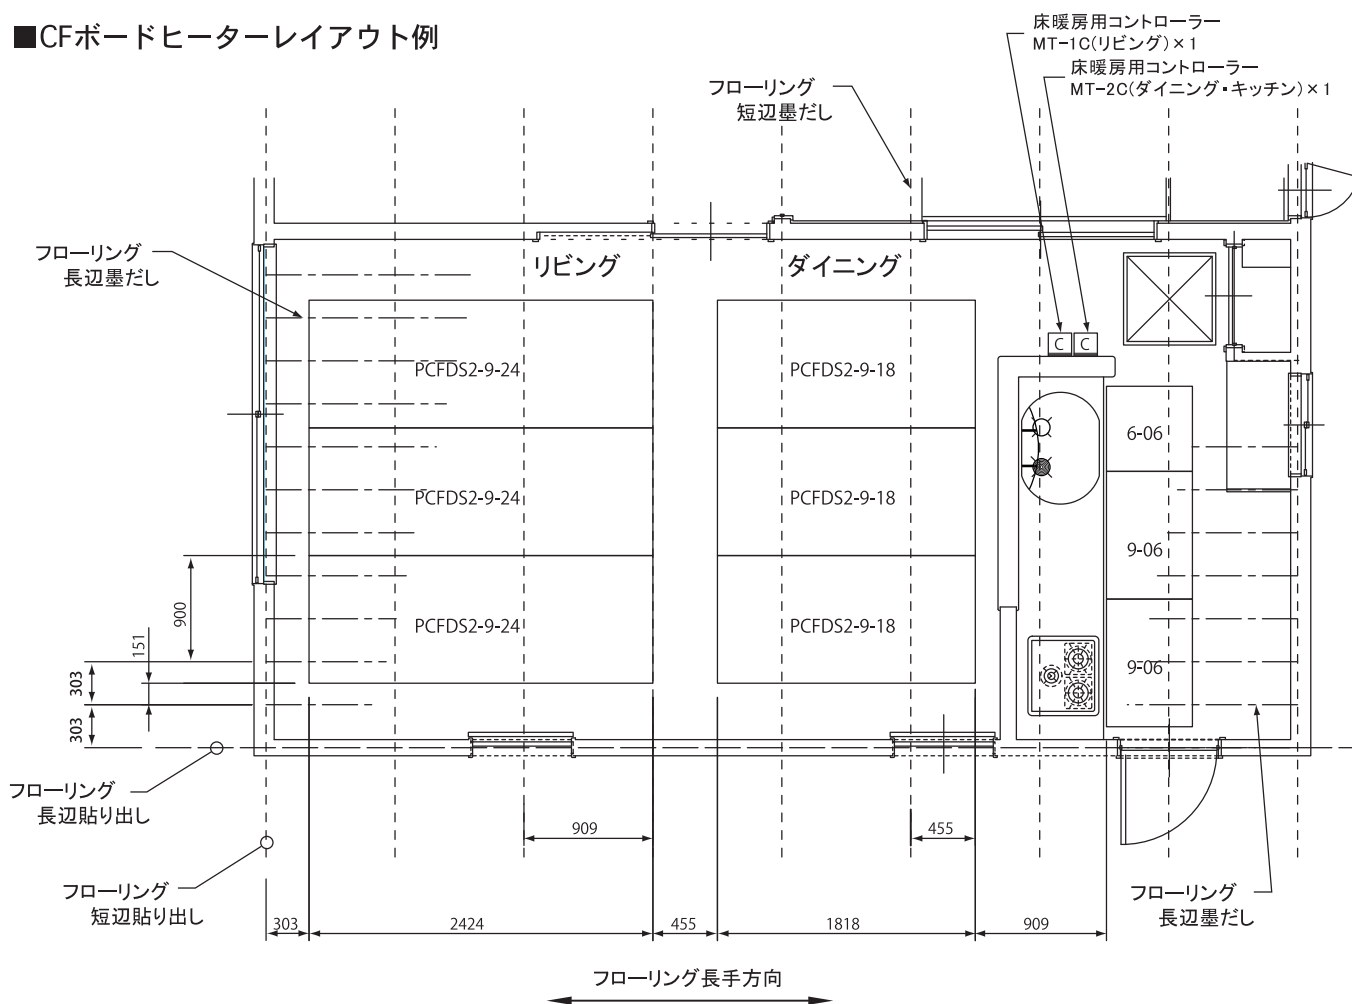 ■CFボードヒーターレイアウト例
床暖房用コントローラー
MT-1C(リビング)×1
床暖房用コントローラー
MT-2C(ダイニング・キッチン)×1
フローリング
短辺墨だし
フローリング
長辺墨だし
リビング
ダイニング
C
C
PCFDS2-9-24
PCFDS2-9-18
6-06
PCFDS2-9-24
PCFDS2-9-18
9-06
PCFDS2-9-24
PCFDS2-9-18
9-06
900
151
303
303
フローリング
長辺貼り出し
909
455
フローリング
短辺貼り出し
フローリング
長辺墨だし
303
2424
455
1818
909
フローリング長手方向